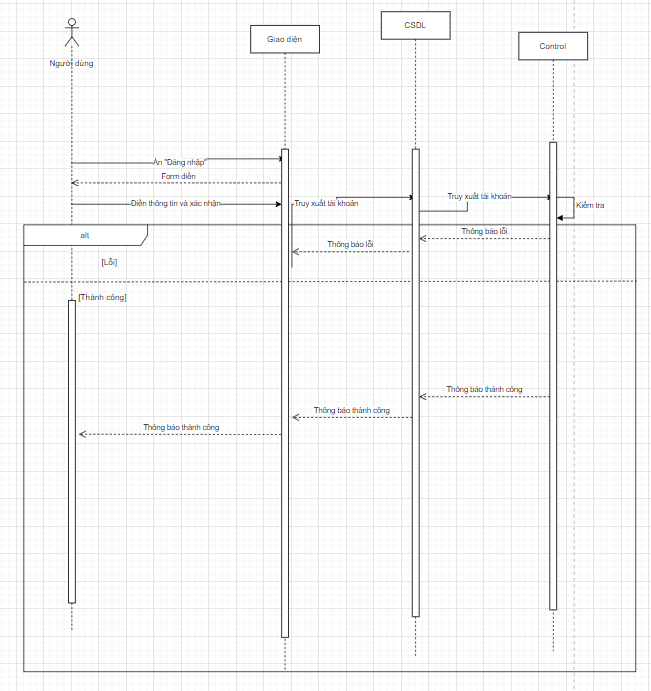 CSDL
Giao diện
Control
Người dùng
Ấn "Đăng nhập"
Form điền
Điền thông tin và xác nhận
Truy xuất tài khoản
Truy xuất tài khoản
Kiểm tra
alt
Thông báo lỗi
Thông báo lỗi
[Lỗi]
[Thành công]
Thông báo thành công
Thông báo thành công
Thông báo thành công